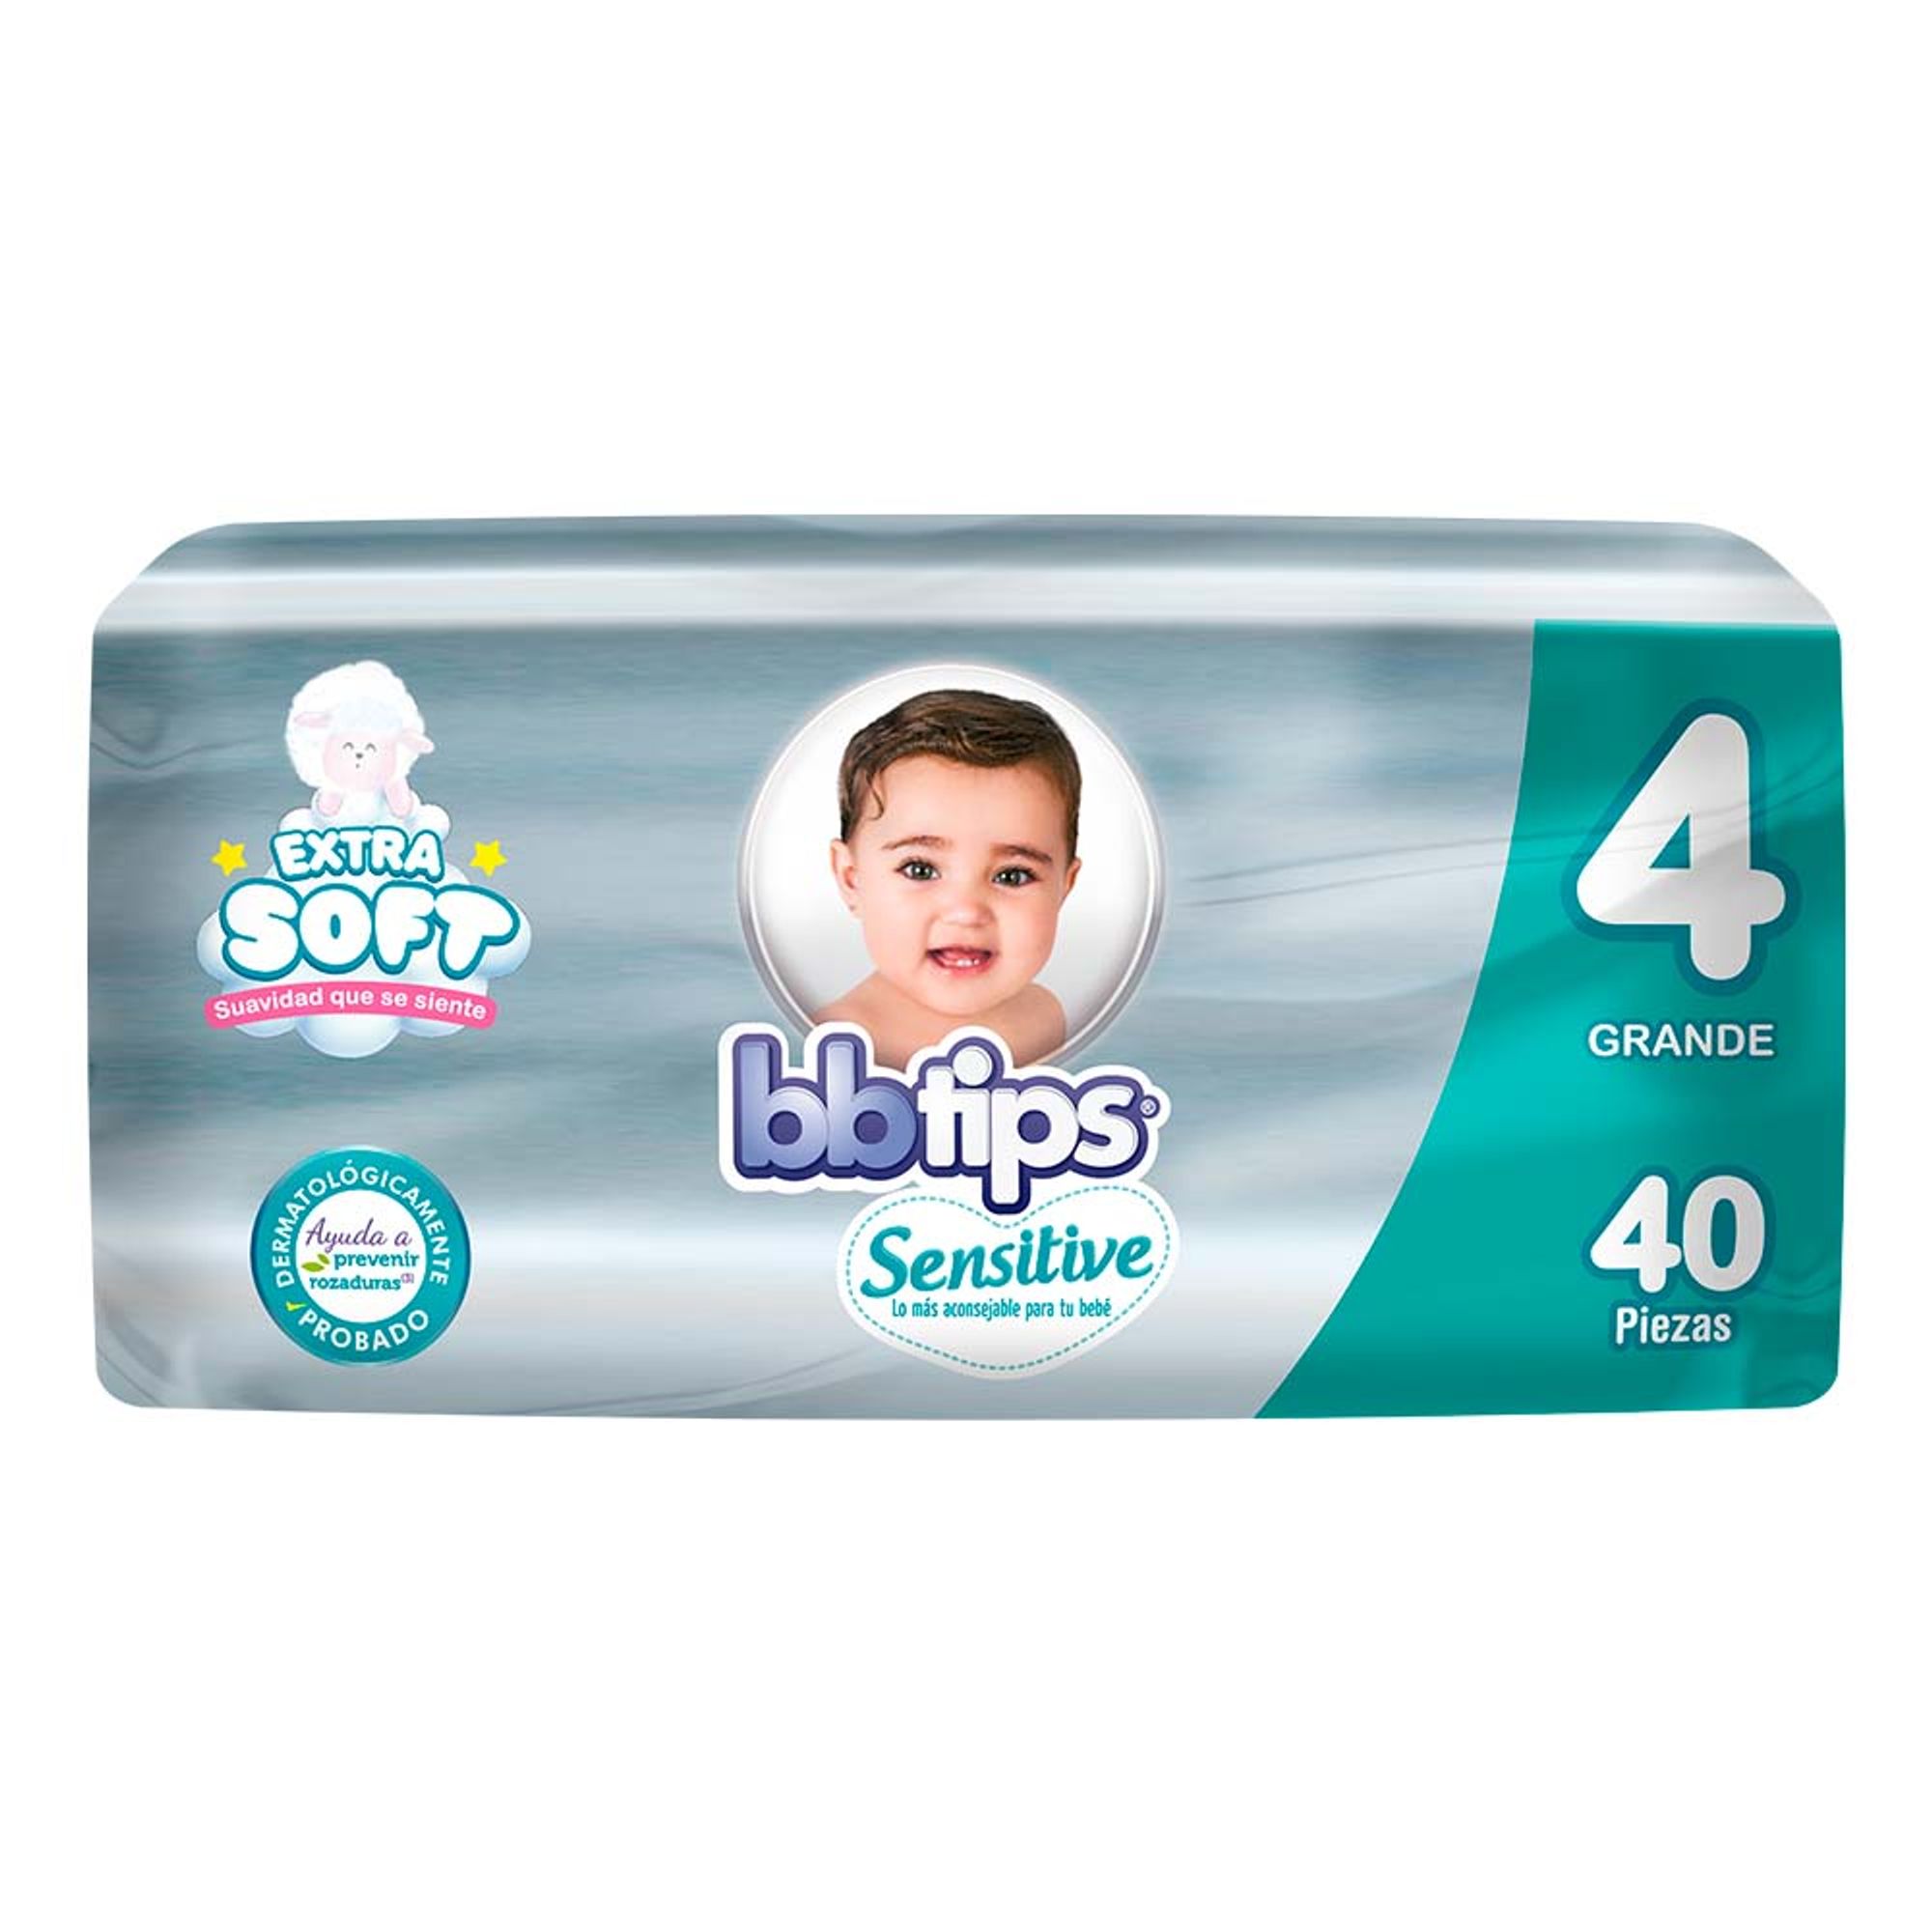 EXTRA
SOFT
Suavidad que se siente
DERMATOLÓGICAMENTE
PROBADO
Ayuda a
prevenir
rozaduras(3)
bbtips®
Sensitive
Lo más aconsejable para tu bebé
4
GRANDE
40
Piezas